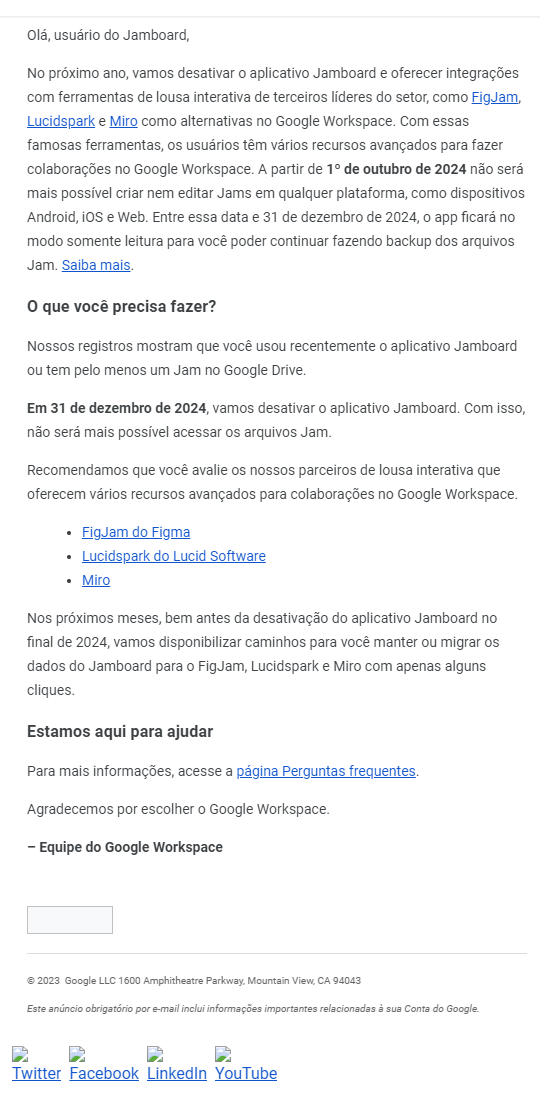 Olá, usuário do Jamboard,
No próximo ano, vamos desativar o aplicativo Jamboard e oferecer integrações
com ferramentas de lousa interativa de terceiros líderes do setor, como FigJam,
Lucidspark e Miro como alternativas no Google Workspace. Com essas
famosas ferramentas, os usuários têm vários recursos avançados para fazer
colaborações no Google Workspace. A partir de 1º de outubro de 2024 não será
mais possível criar nem editar Jams em qualquer plataforma, como dispositivos
Android, iOS e Web. Entre essa data e 31 de dezembro de 2024, o app ficará no
modo somente leitura para você poder continuar fazendo backup dos arquivos
Jam. Saiba mais.
O que você precisa fazer?
Nossos registros mostram que você usou recentemente o aplicativo Jamboard
ou tem pelo menos um Jam no Google Drive.
Em 31 de dezembro de 2024, vamos desativar o aplicativo Jamboard. Com isso,
não será mais possível acessar os arquivos Jam.
Recomendamos que você avalie os nossos parceiros de lousa interativa que
oferecem vários recursos avançados para colaborações no Google Workspace.
• FigJam do Figma
• Lucidspark do Lucid Software
• Miro
Nos próximos meses, bem antes da desativação do aplicativo Jamboard no
final de 2024, vamos disponibilizar caminhos para você manter ou migrar os
dados do Jamboard para o FigJam, Lucidspark e Miro com apenas alguns
cliques.
Estamos aqui para ajudar
Para mais informações, acesse a página Perguntas frequentes.
Agradecemos por escolher o Google Workspace.
– Equipe do Google Workspace
© 2023 Google LLC 1600 Amphitheatre Parkway, Mountain View, CA 94043
Este anúncio obrigatório por e-mail inclui informações importantes relacionadas à sua Conta do Google.
Twitter Facebook LinkedIn YouTube